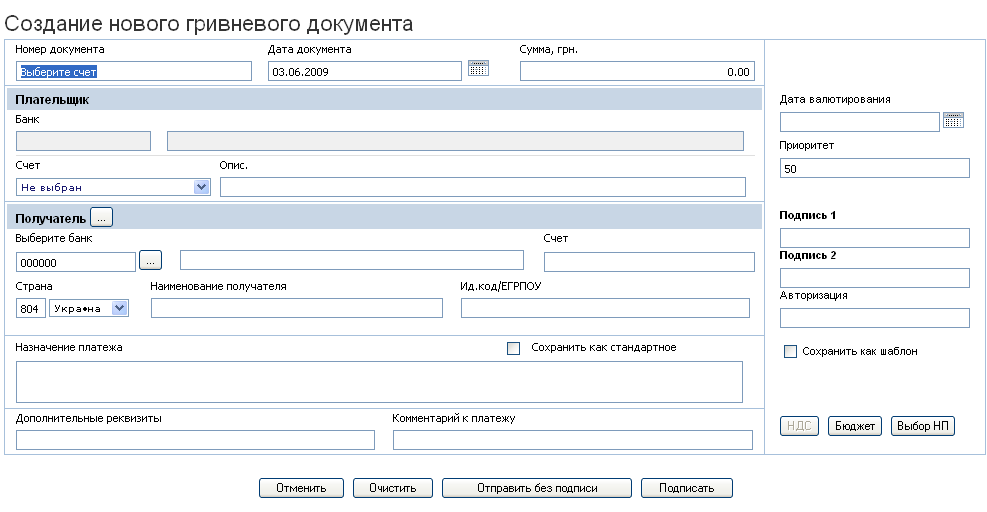 Создание нового гривневого документа
Номер документа Дата документа Сумма, грн.
Выберите счет 03.06.2009 0.00
Плательщик
Банк
Счет Опис.
Не выбран
Получатель ...
Выберите банк Счет
000000 ...
Страна Наименование получателя Ид.код/ЕГРПОУ
804 Укра•на
Назначение платежа Сохранить как стандартное
Дополнительные реквизиты Комментарий к платежу
Дата валютирования
Приоритет
50
Подпись 1
Подпись 2
Авторизация
Сохранить как шаблон
НДС Бюджет Выбор НП
Отменить Очистить Отправить без подписи Подписать